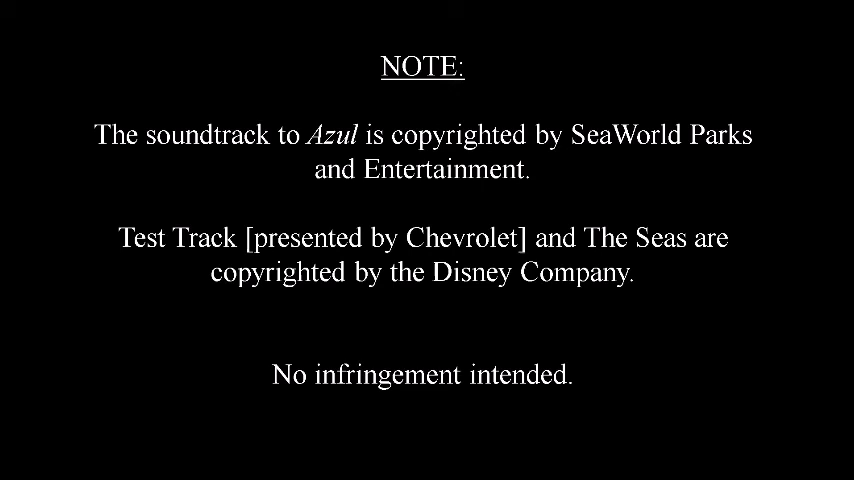 NOTE:
The soundtrack to Azul is copyrighted by SeaWorld Parks
and Entertainment.
Test Track [presented by Chevrolet] and The Seas are
copyrighted by the Disney Company.
No infringement intended.